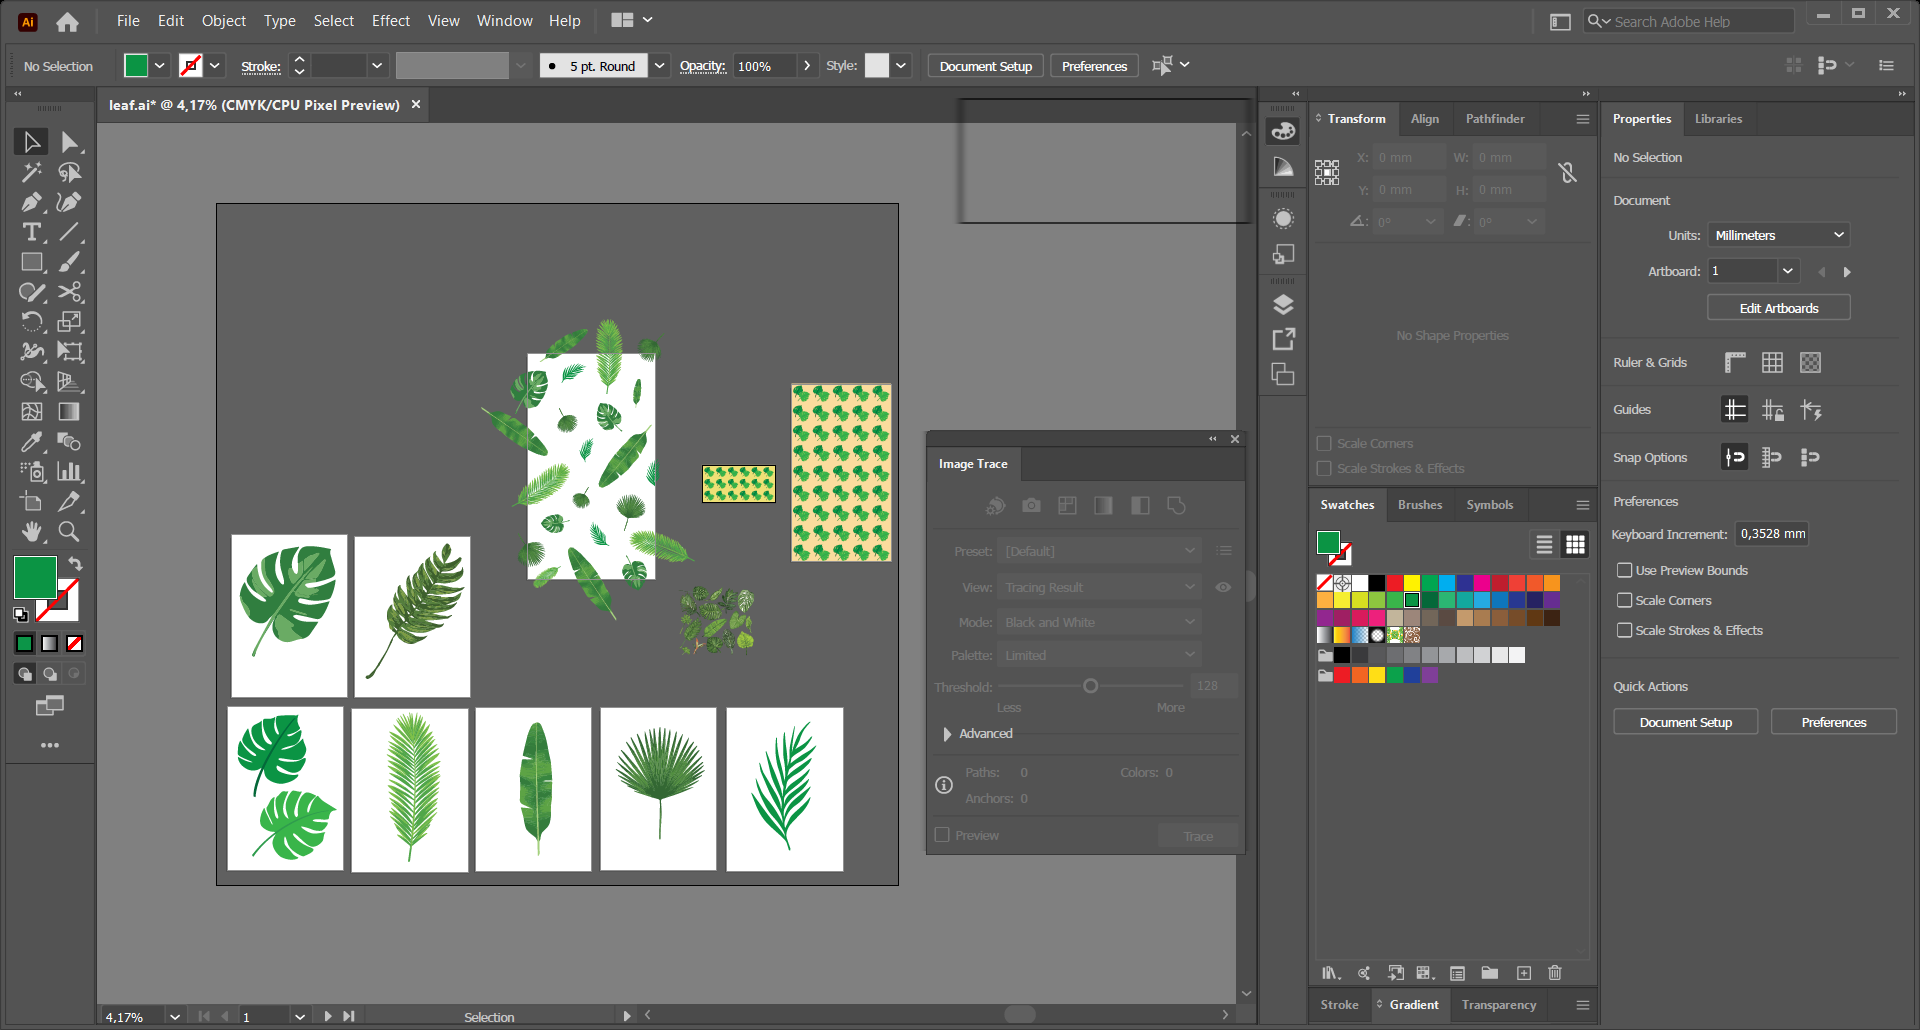 Ai File Edit Object Type Select Effect View Window Help Search Adobe Help
No Selection Stroke: 5 pt. Round Opacity: 100% Style: Document Setup Preferences
leaf.ai* @ 4,17% (CMYK/CPU Pixel Preview)
Transform Align Pathfinder
X: 0 mm W: 0 mm
Y: 0 mm H: 0 mm
0° 0°
No Shape Properties
Scale Corners
Scale Strokes & Effects
Swatches Brushes Symbols
Stroke Gradient Transparency
Properties Libraries
No Selection
Document
Units: Millimeters
Artboard: 1
Edit Artboards
Ruler & Grids
Guides
Snap Options
Preferences
Keyboard Increment: 0,3528 mm
Use Preview Bounds
Scale Corners
Scale Strokes & Effects
Quick Actions
Document Setup Preferences
Image Trace
Preset: [Default]
View: Tracing Result
Mode: Black and White
Palette: Limited
Threshold: 128
Less More
Advanced
Paths: 0 Colors: 0
Anchors: 0
Preview Trace
4,17% 1 Selection